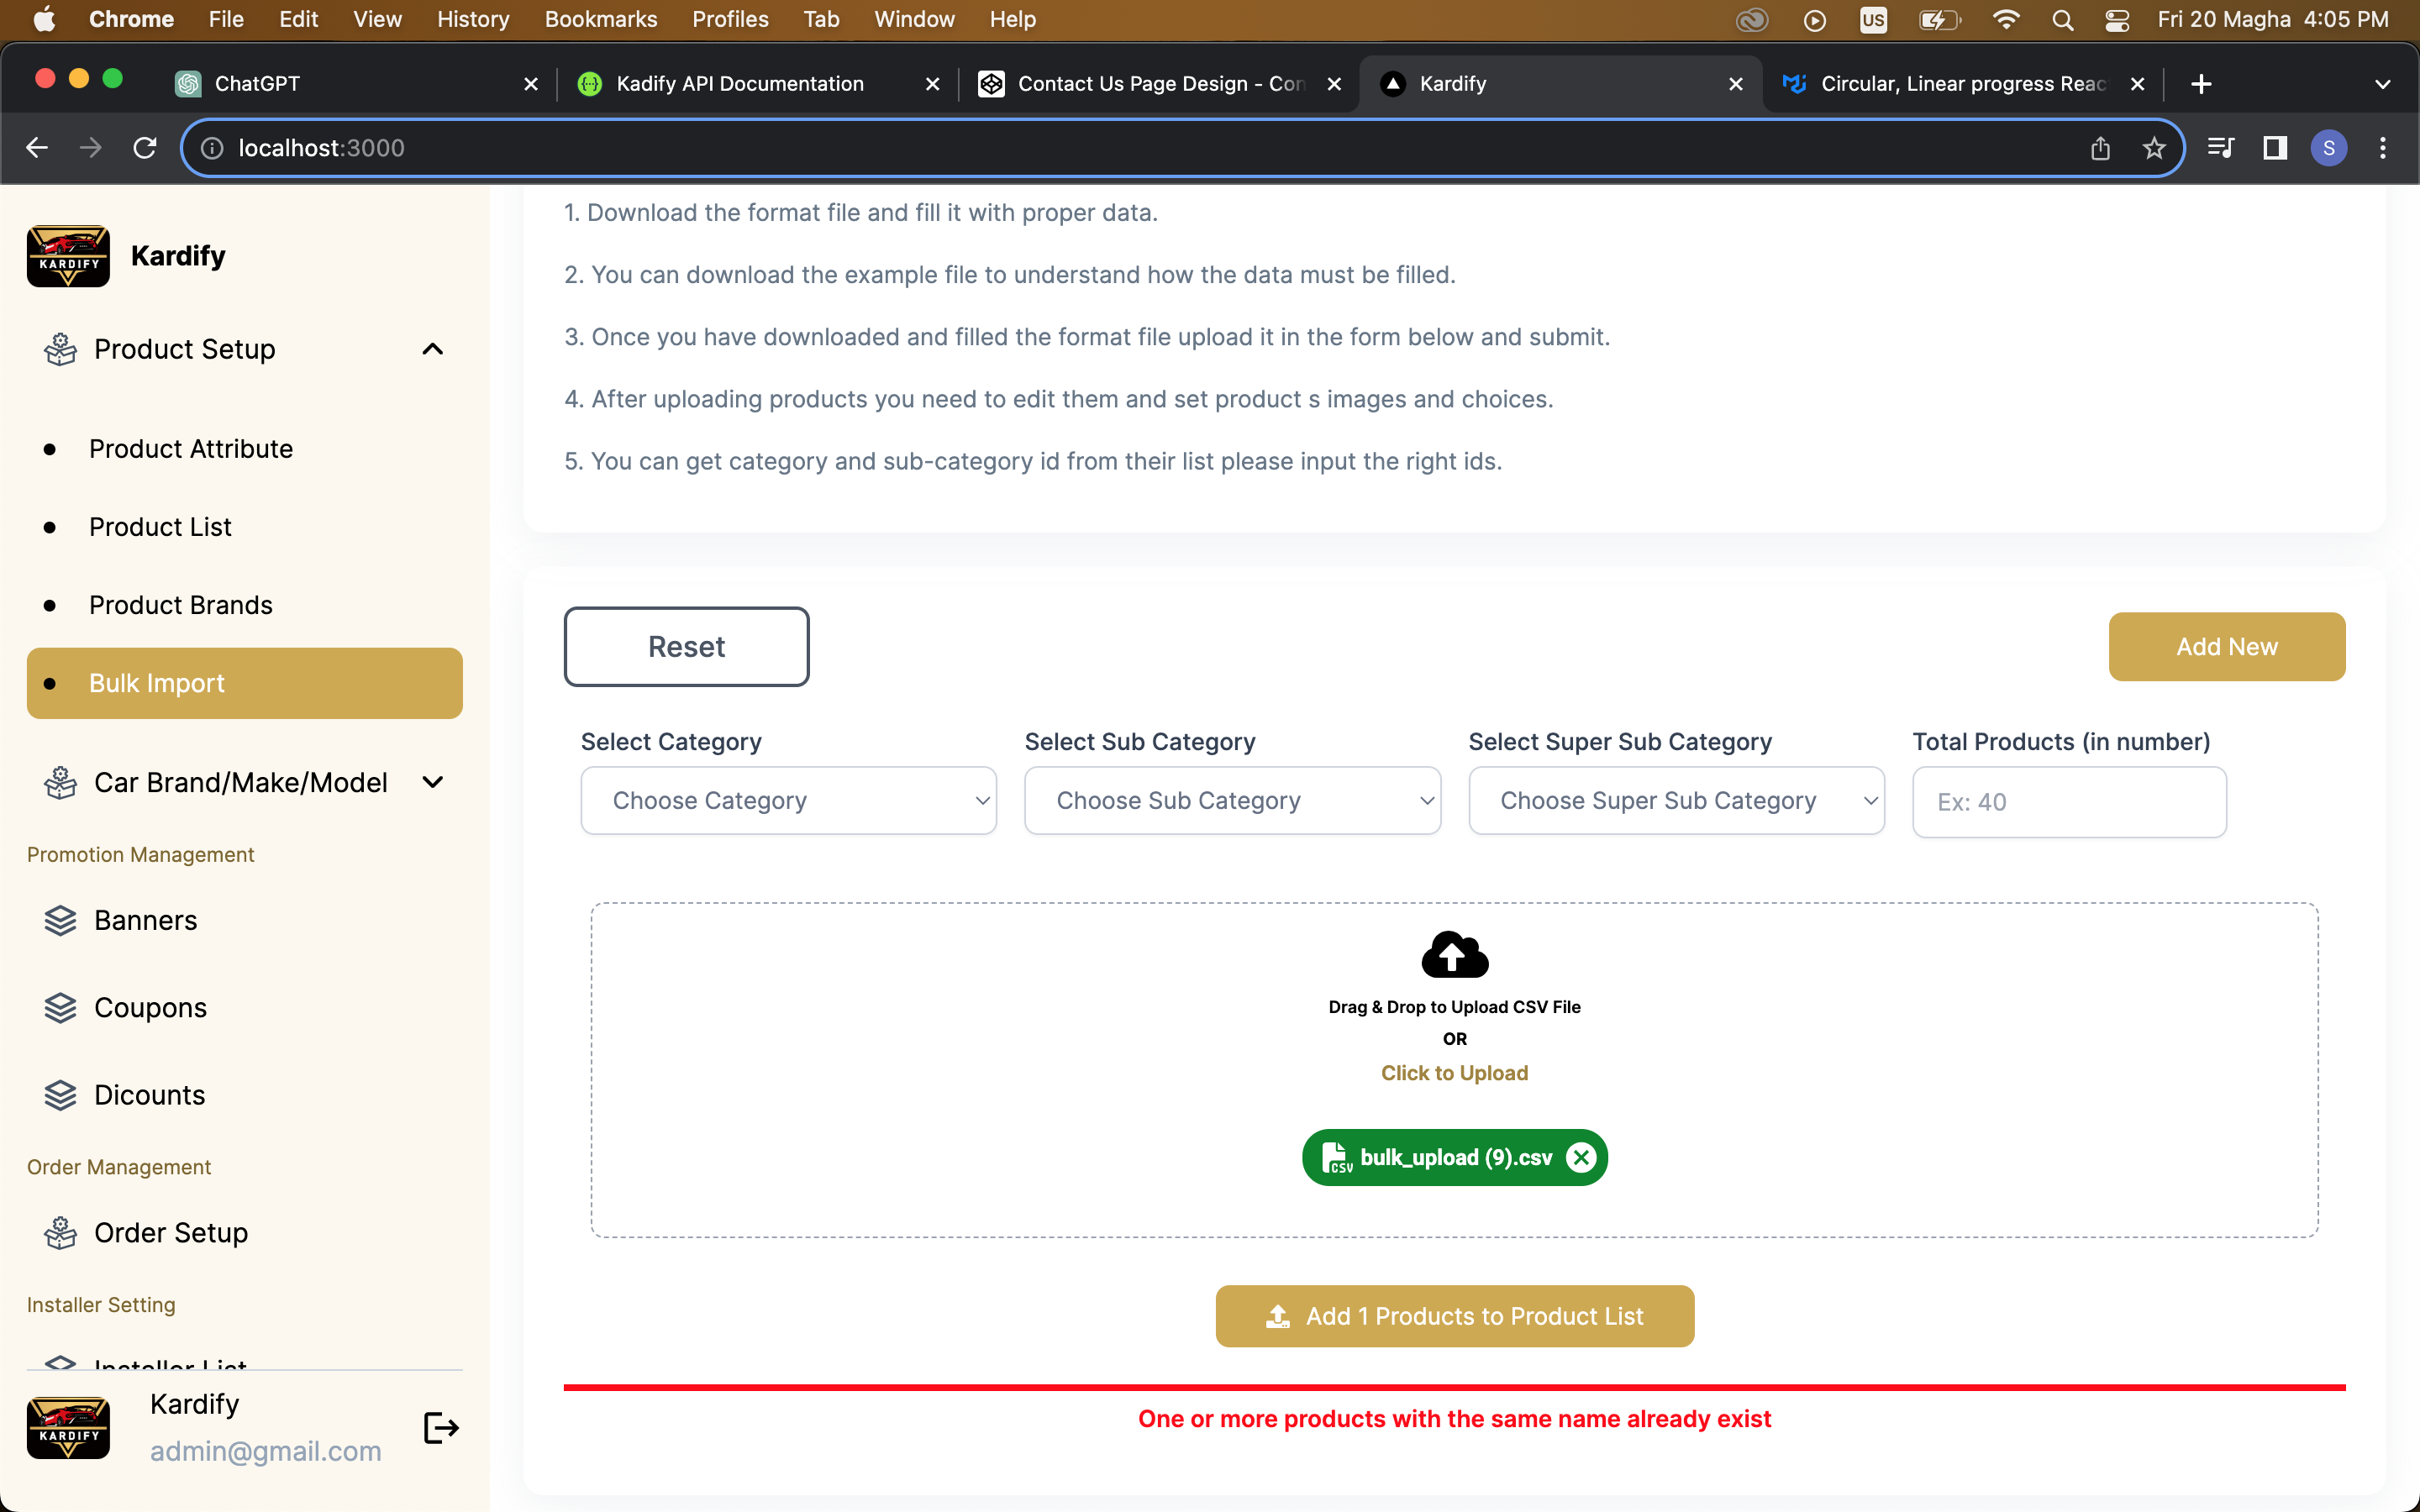 Chrome File Edit View History Bookmarks Profiles Tab Window Help US Fri 20 Magha 4:05 PM
ChatGPT Kadify API Documentation Contact Us Page Design - Con Kardify Circular, Linear progress Reac
localhost:3000 S
KARDIFY Kardify
Product Setup
Product Attribute
Product List
Product Brands
Bulk Import
Car Brand/Make/Model
Promotion Management
Banners
Coupons
Dicounts
Order Management
Order Setup
Installer Setting
Installer List
KARDIFY
Kardify
admin@gmail.com
1. Download the format file and fill it with proper data.
2. You can download the example file to understand how the data must be filled.
3. Once you have downloaded and filled the format file upload it in the form below and submit.
4. After uploading products you need to edit them and set product s images and choices.
5. You can get category and sub-category id from their list please input the right ids.
Reset Add New
Select Category Select Sub Category Select Super Sub Category Total Products (in number)
Choose Category Choose Sub Category Choose Super Sub Category Ex: 40
Drag & Drop to Upload CSV File
OR
Click to Upload
CSV bulk_upload (9).csv
Add 1 Products to Product List
One or more products with the same name already exist